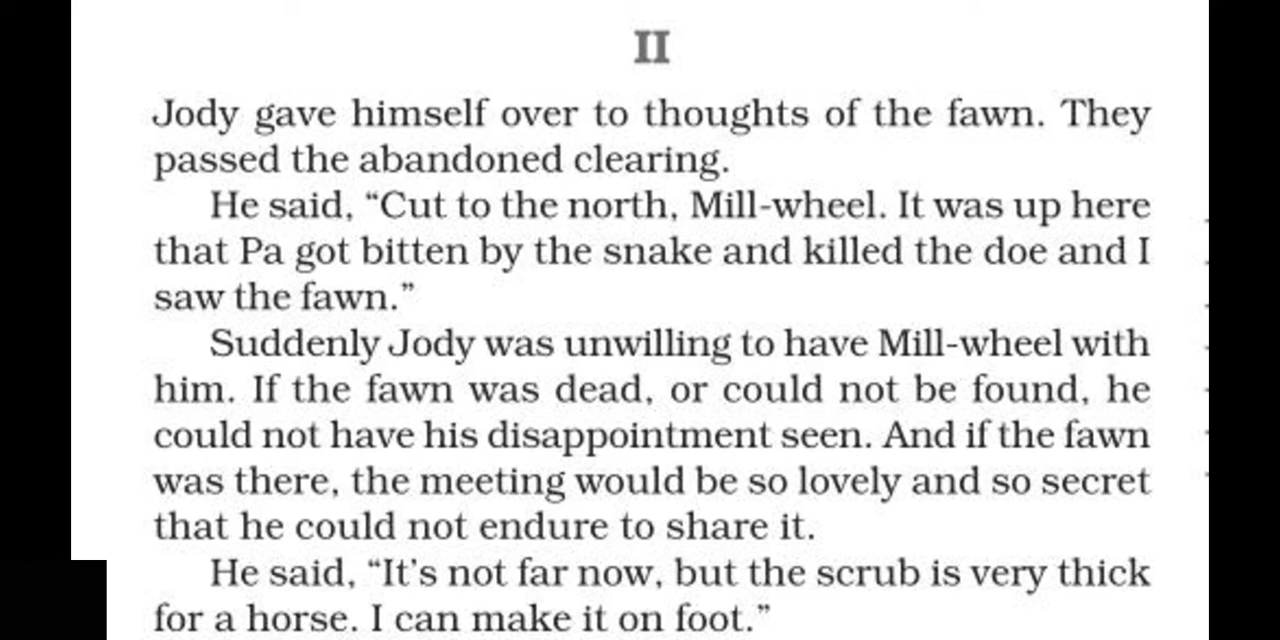 II
Jody gave himself over to thoughts of the fawn. They
passed the abandoned clearing.
He said, “Cut to the north, Mill-wheel. It was up here
that Pa got bitten by the snake and killed the doe and I
saw the fawn.”
Suddenly Jody was unwilling to have Mill-wheel with
him. If the fawn was dead, or could not be found, he
could not have his disappointment seen. And if the fawn
was there, the meeting would be so lovely and so secret
that he could not endure to share it.
He said, “It’s not far now, but the scrub is very thick
for a horse. I can make it on foot.”